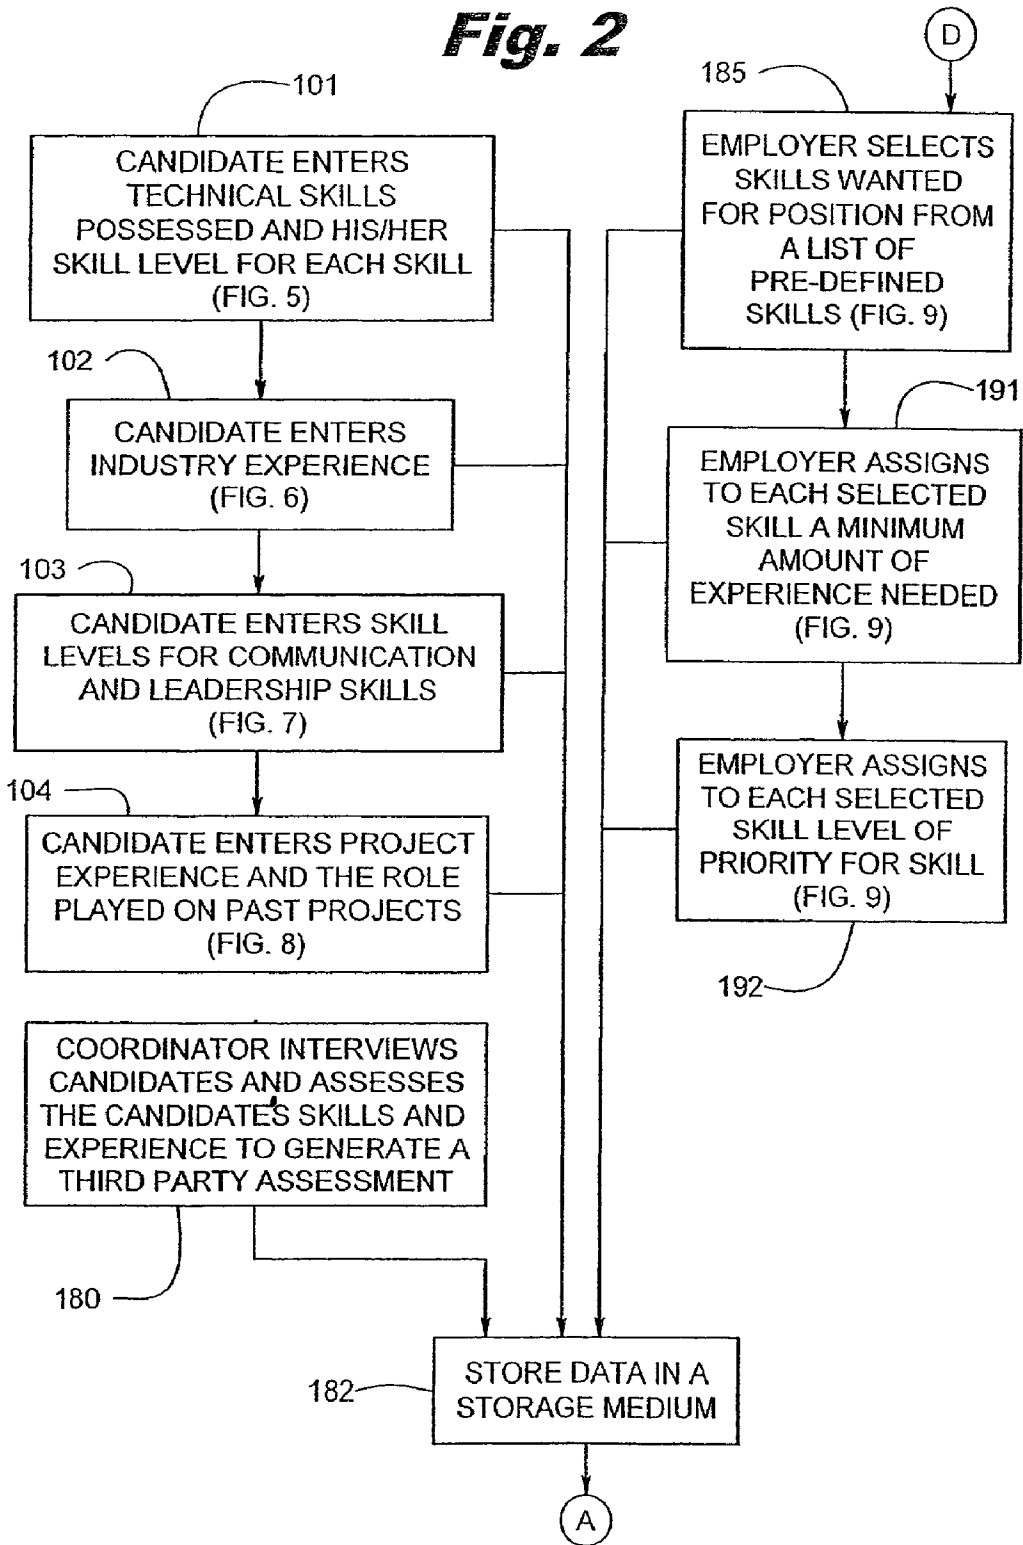 Fig. 2
D
101
CANDIDATE ENTERS
TECHNICAL SKILLS
POSSESSED AND HIS/HER
SKILL LEVEL FOR EACH SKILL
(FIG. 5)
102
CANDIDATE ENTERS
INDUSTRY EXPERIENCE
(FIG. 6)
103
CANDIDATE ENTERS SKILL
LEVELS FOR COMMUNICATION
AND LEADERSHIP SKILLS
(FIG. 7)
104
CANDIDATE ENTERS PROJECT
EXPERIENCE AND THE ROLE
PLAYED ON PAST PROJECTS
(FIG. 8)
COORDINATOR INTERVIEWS
CANDIDATES AND ASSESSES
THE CANDIDATE'S SKILLS AND
EXPERIENCE TO GENERATE A
THIRD PARTY ASSESSMENT
180
185
EMPLOYER SELECTS
SKILLS WANTED
FOR POSITION FROM
A LIST OF
PRE-DEFINED
SKILLS (FIG. 9)
191
EMPLOYER ASSIGNS
TO EACH SELECTED
SKILL A MINIMUM
AMOUNT OF
EXPERIENCE NEEDED
(FIG. 9)
EMPLOYER ASSIGNS
TO EACH SELECTED
SKILL LEVEL OF
PRIORITY FOR SKILL
(FIG. 9)
192
182
STORE DATA IN A
STORAGE MEDIUM
A